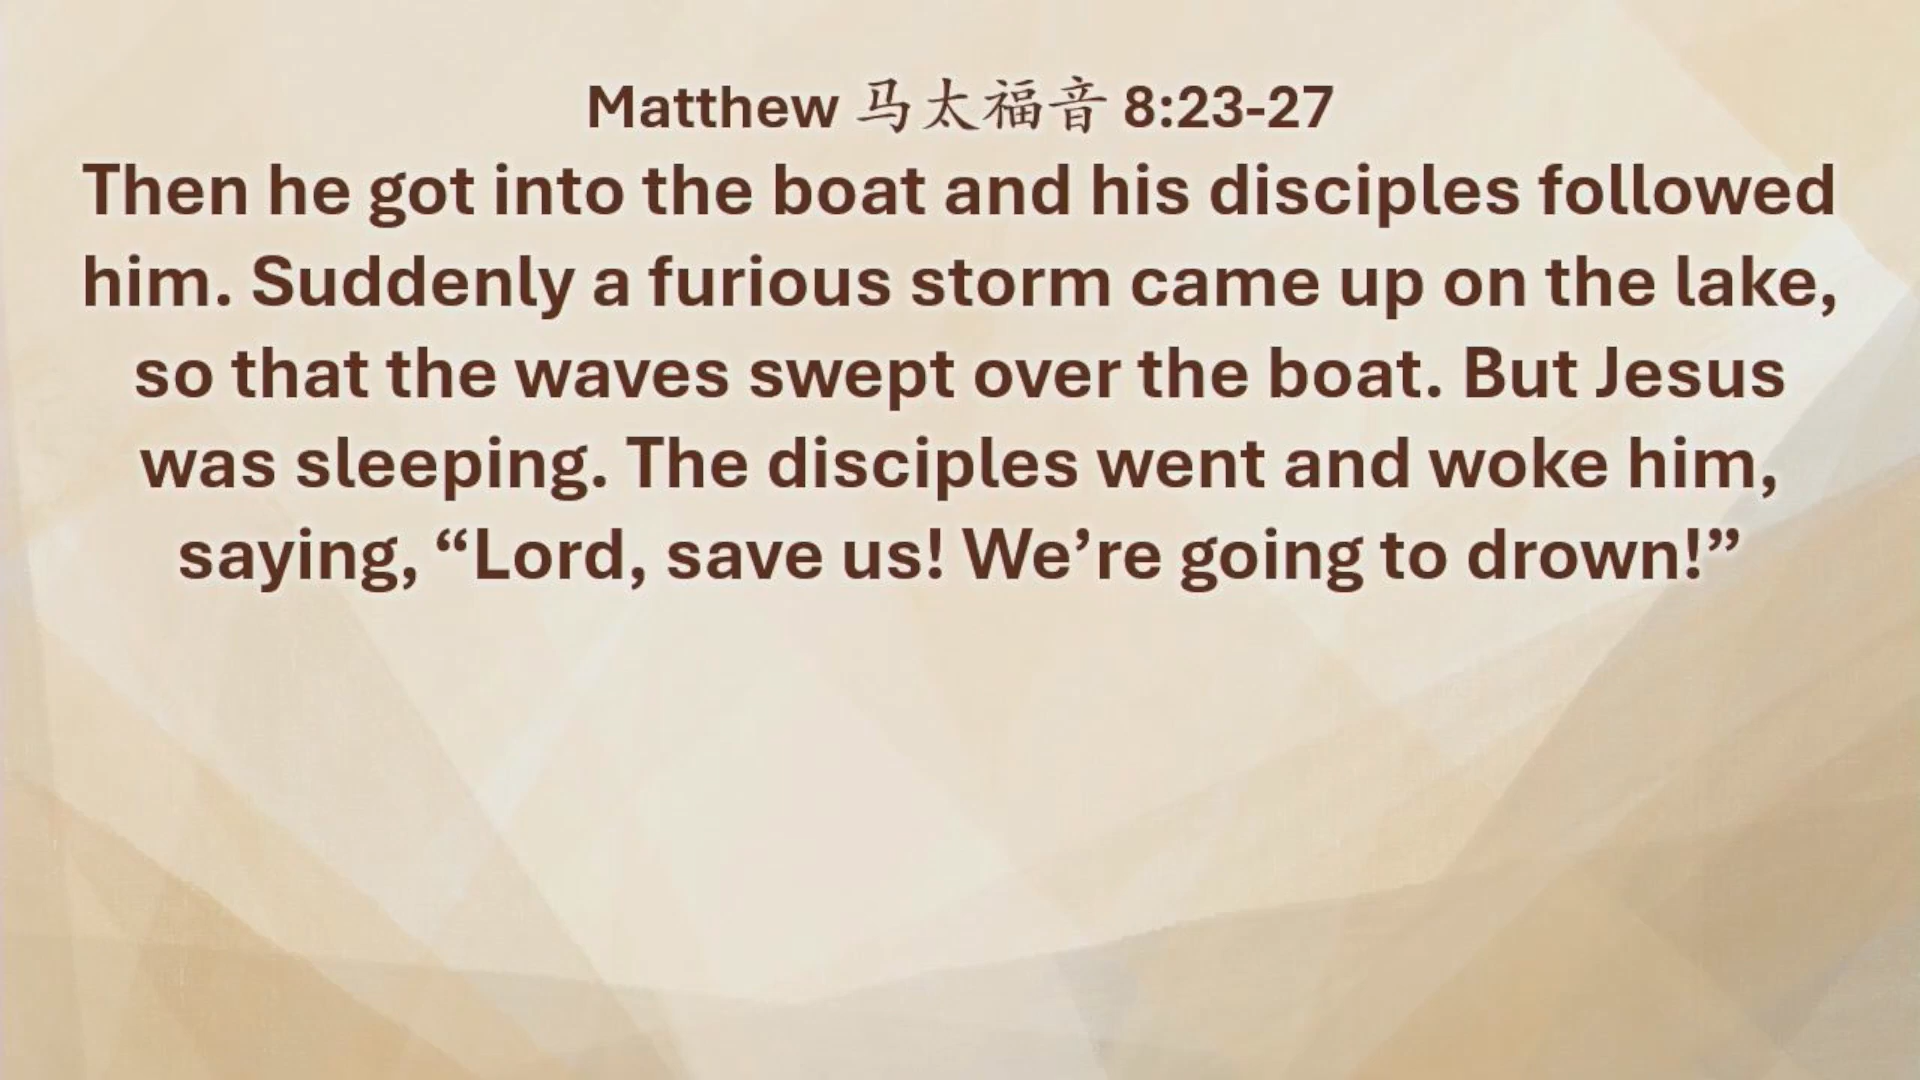 Matthew 马太福音 8:23-27
Then he got into the boat and his disciples followed
him. Suddenly a furious storm came up on the lake,
so that the waves swept over the boat. But Jesus
was sleeping. The disciples went and woke him,
saying, “Lord, save us! We’re going to drown!”